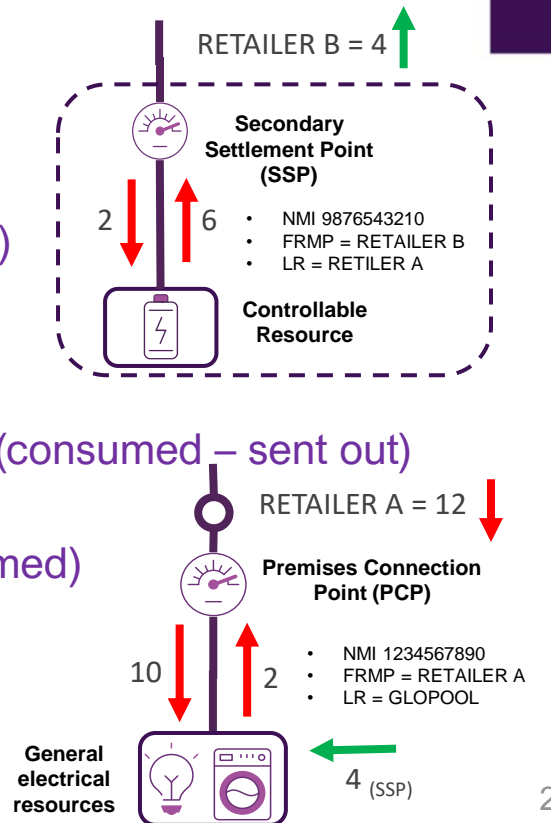 RETAILER B = 4
Secondary
Settlement Point
(SSP)
2
6
• NMI 9876543210
• FRMP = RETAILER B
• LR = RETILER A
)
Controllable
Resource
(consumed – sent out)
RETAILER A = 12
med)
Premises Connection
Point (PCP)
10
2
• NMI 1234567890
• FRMP = RETAILER A
• LR = GLOPOOL
General
electrical
resources
4 (SSP)
2